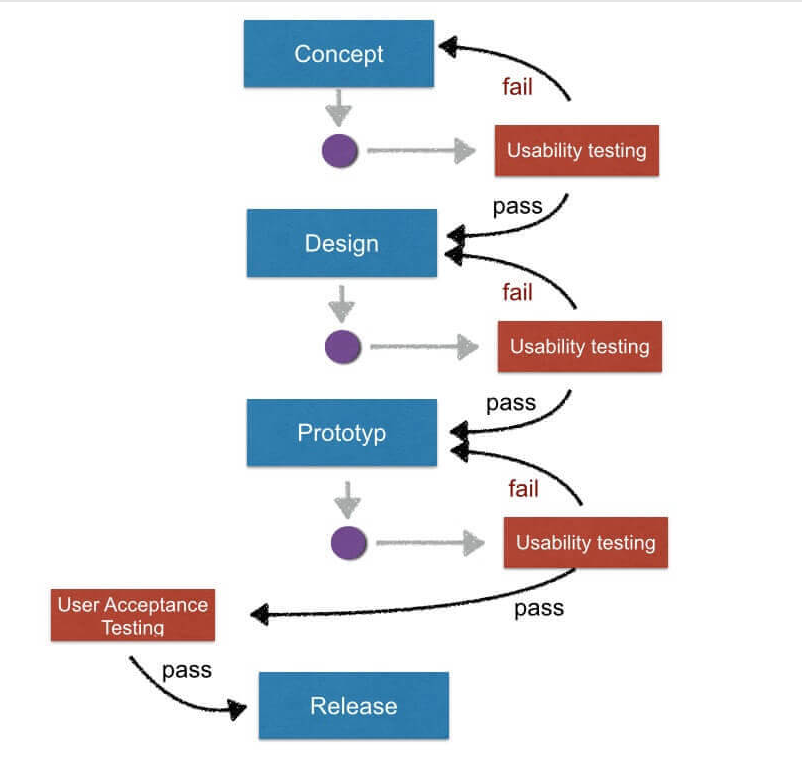 Concept
fail
Usability testing
pass
Design
fail
Usability testing
pass
Prototyp
fail
Usability testing
User Acceptance
Testing
pass
pass
Release